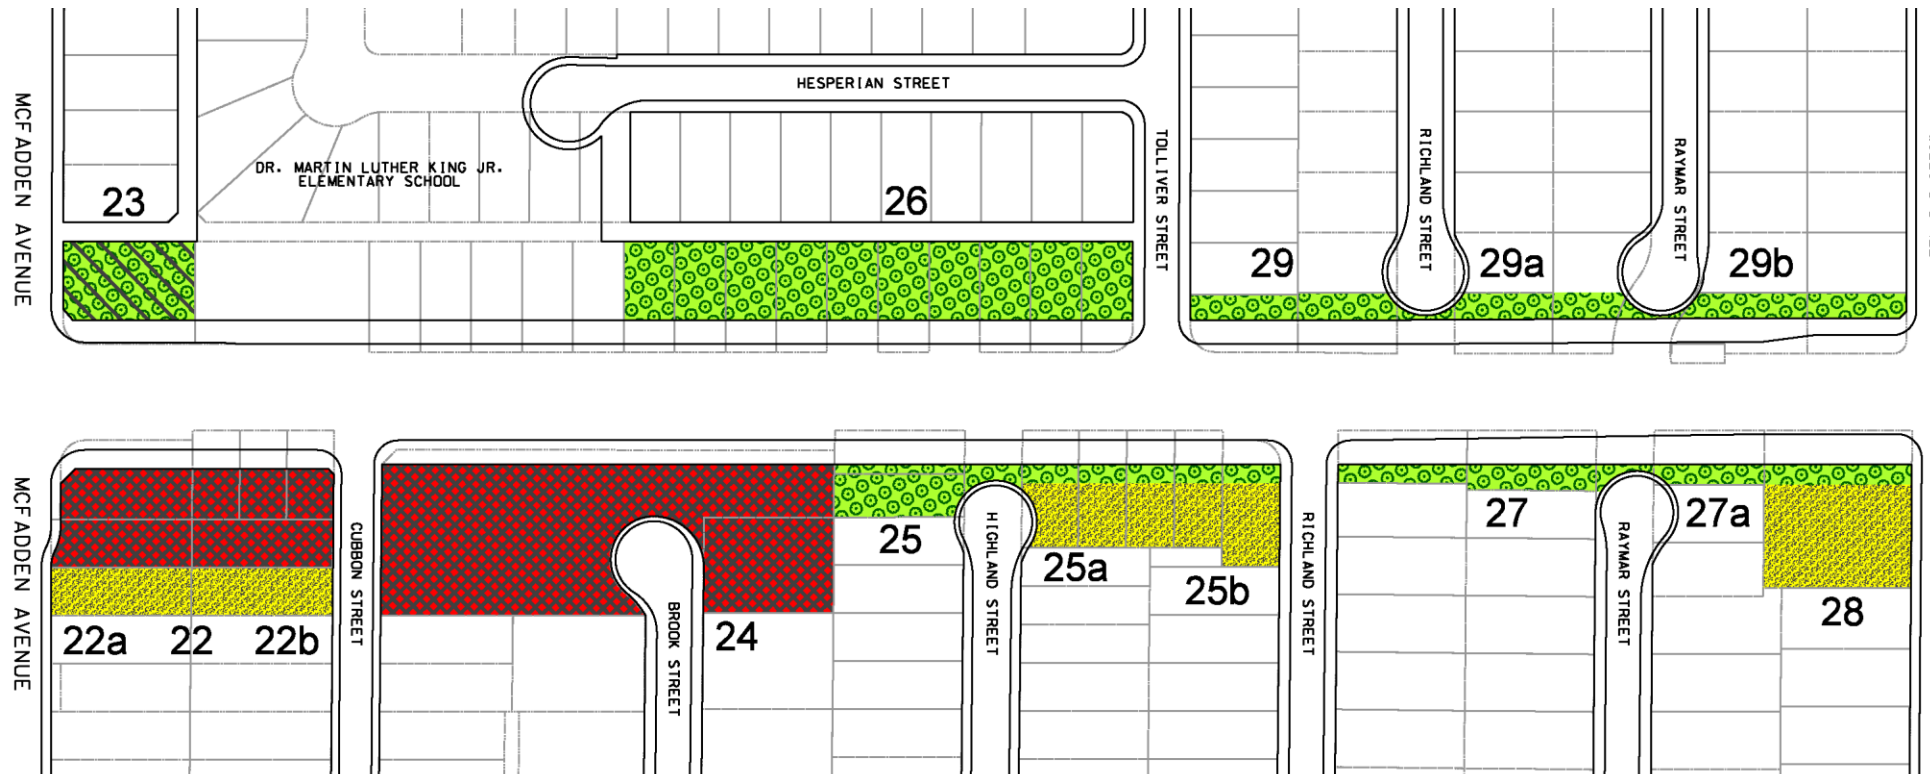 HESPERIAN STREET
MCFADDEN AVENUE
DR. MARTIN LUTHER KING JR.
ELEMENTARY SCHOOL
23
26
TOLLIVER STREET
RICHLAND STREET
RAYMAR STREET
29
29a
29b
MCFADDEN AVENUE
CUBBON STREET
22a
22
22b
BROOK STREET
24
25
HIGHLAND STREET
25a
25b
RICHLAND STREET
27
RAYMAR STREET
27a
28